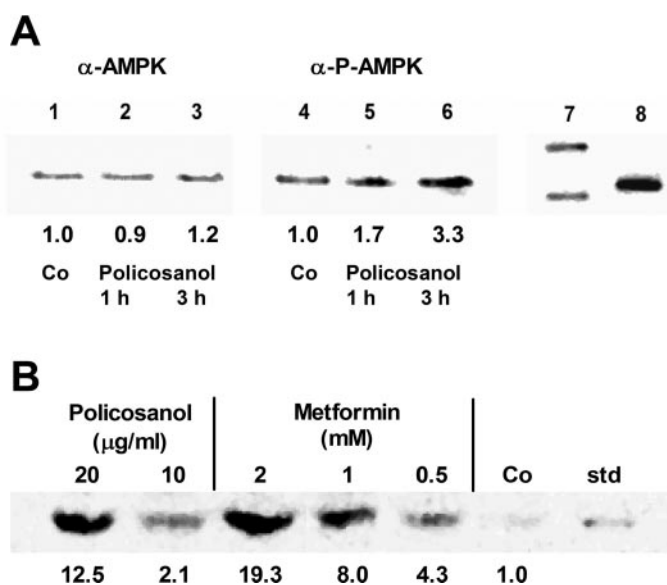 A
α-AMPK α-P-AMPK
1 2 3 4 5 6 7 8
1.0 0.9 1.2 1.0 1.7 3.3
Co Policosanol Co Policosanol
1 h 3 h 1 h 3 h
B
Policosanol Metformin
(μg/ml) (mM)
20 10 2 1 0.5 Co std
12.5 2.1 19.3 8.0 4.3 1.0